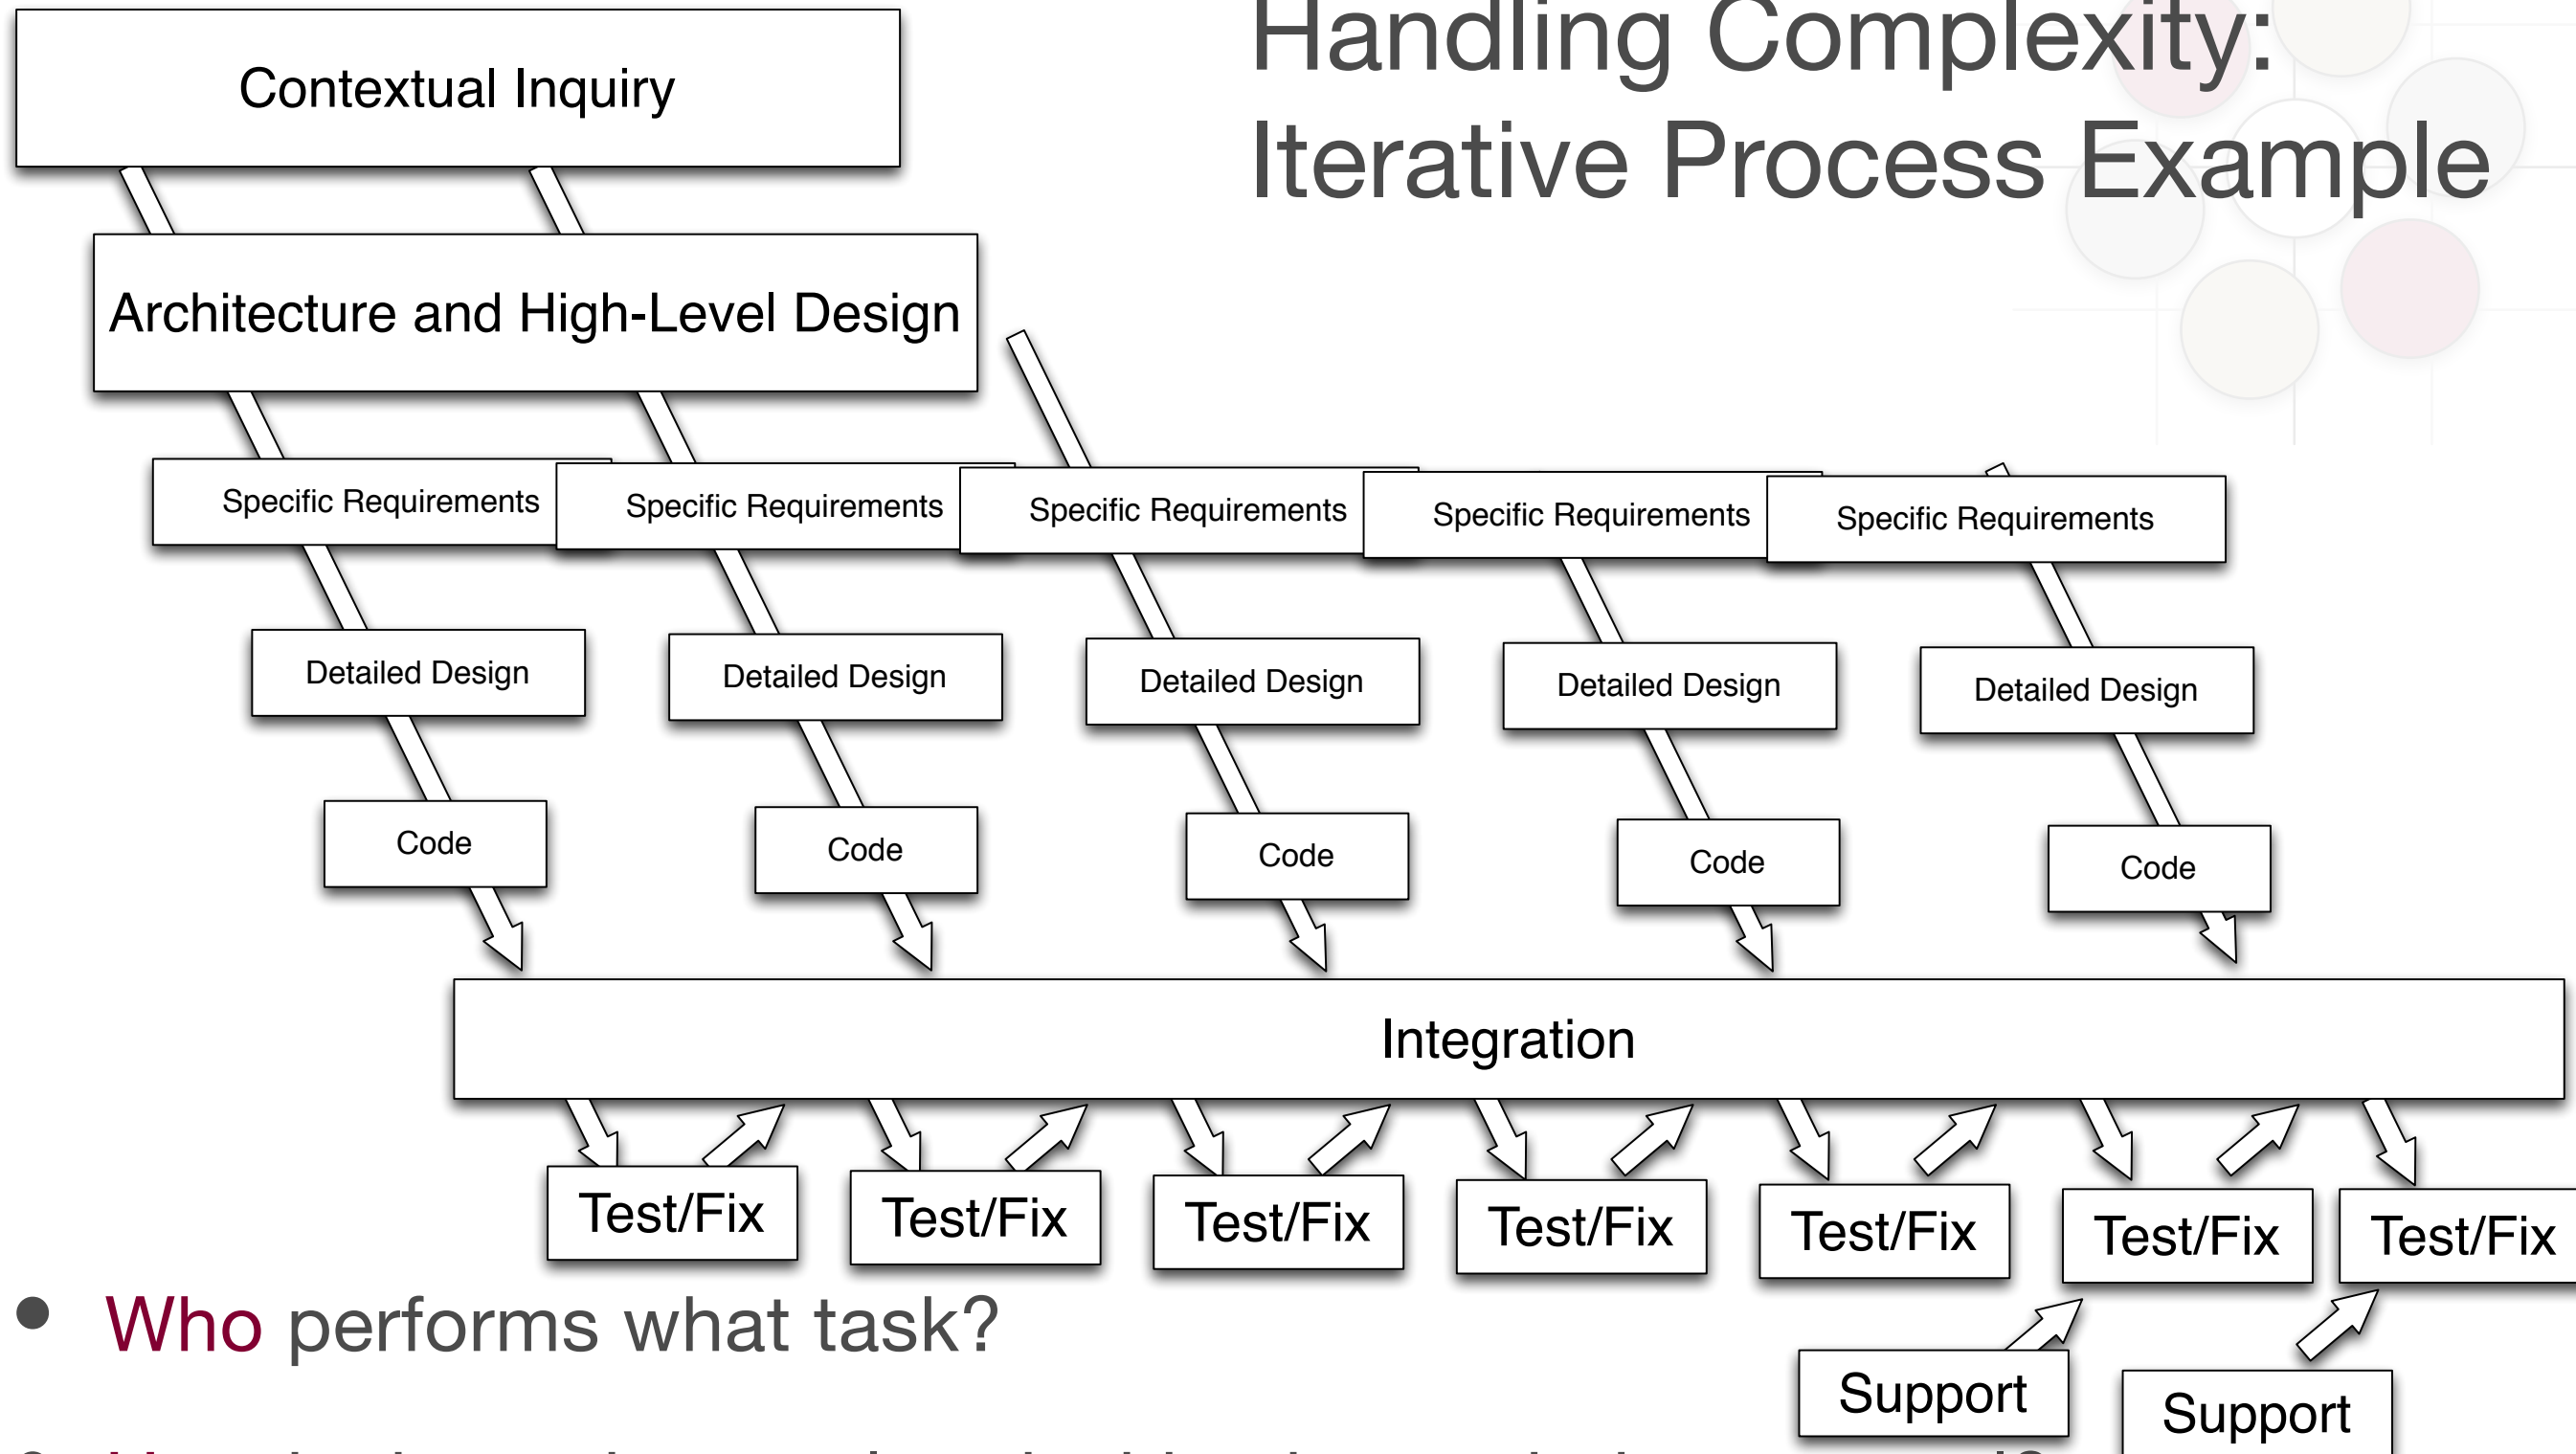 Handling Complexity:
Iterative Process Example
Contextual Inquiry
Architecture and High-Level Design
Specific Requirements
Specific Requirements
Specific Requirements
Specific Requirements
Specific Requirements
Detailed Design
Detailed Design
Detailed Design
Detailed Design
Detailed Design
Code
Code
Code
Code
Code
Integration
Test/Fix
Test/Fix
Test/Fix
Test/Fix
Test/Fix
Test/Fix
Test/Fix
• Who performs what task?
Support
Support